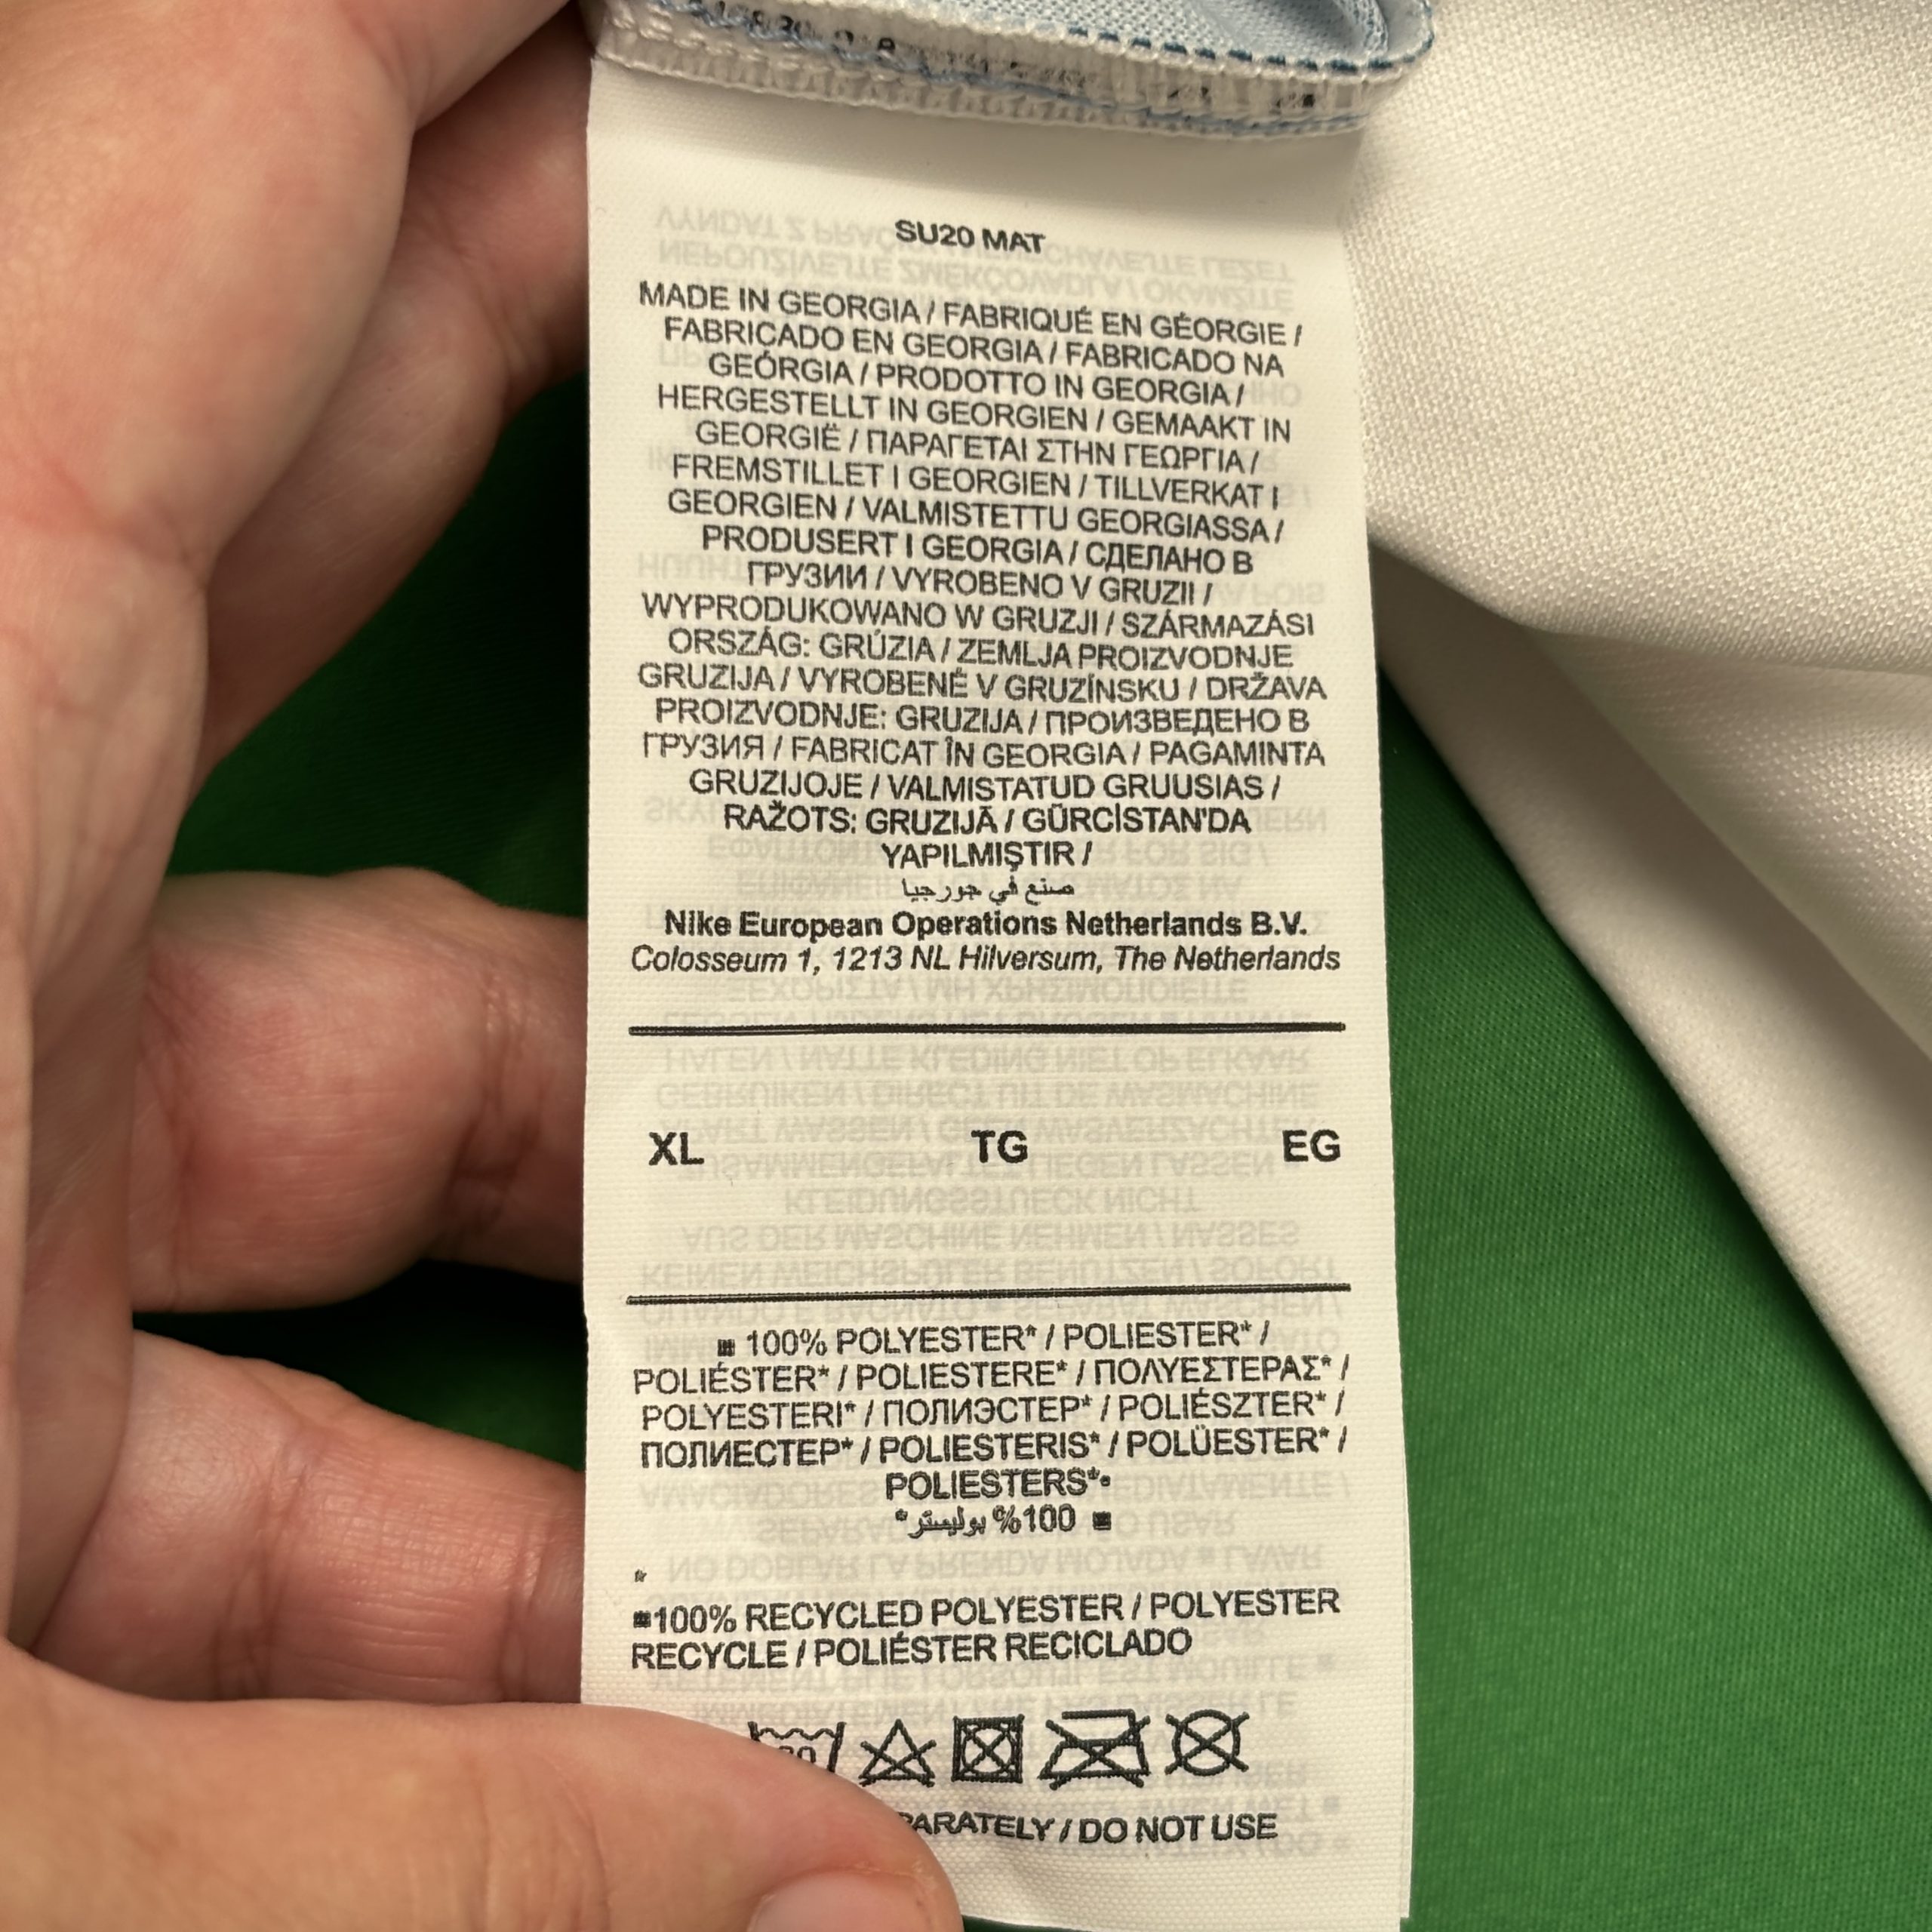 SU20 MAT
MADE IN GEORGIA / FABRIQUÉ EN GÉORGIE /
FABRICADO EN GEORGIA / FABRICADO NA
GEÓRGIA / PRODOTTO IN GEORGIA /
HERGESTELLT IN GEORGIEN / GEMAAKT IN
GEORGIË / ΠΑΡΑΓΕΤΑΙ ΣΤΗΝ ΓΕΩΡΓΙΑ /
FREMSTILLET I GEORGIEN / TILLVERKAT I
GEORGIEN / VALMISTETTU GEORGIASSA /
PRODUSERT I GEORGIA / СДЕЛАНО В
ГРУЗИИ / VYROBENO V GRUZII /
WYPRODUKOWANO W GRUZJI / SZÁRMAZÁSI
ORSZÁG: GRÚZIA / ZEMLJA PROIZVODNJE
GRUZIJA / VYROBENÉ V GRUZÍNSKU / DRŽAVA
PROIZVODNJE: GRUZIJA / ПРОИЗВЕДЕНО В
ГРУЗИЯ / FABRICAT ÎN GEORGIA / PAGAMINTA
GRUZIJOJE / VALMISTATUD GRUUSIAS /
RAŽOTS: GRUZIJĀ / GÜRCİSTAN'DA
YAPILMIŞTIR /
صنع في جورجيا
Nike European Operations Netherlands B.V.
Colosseum 1, 1213 NL Hilversum, The Netherlands
XL TG EG
■ 100% POLYESTER* / POLIESTER* /
POLIÉSTER* / POLIESTERE* / ΠΟΛΥΕΣΤΕΡΑΣ* /
POLYESTERI* / ПОЛИЭСТЕР* / POLIÉSZTER* /
ПОЛИЕСТЕР* / POLIESTERIS* / POLÜESTER* /
POLIESTERS*
■ 100% بوليستر*
*
■100% RECYCLED POLYESTER / POLYESTER
RECYCLE / POLIÉSTER RECICLADO
DO NOT USE